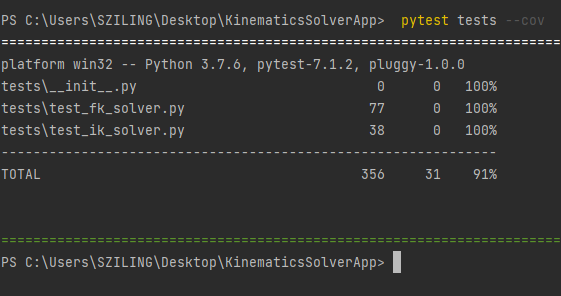 PS C:\Users\SZILING\Desktop\KinematicsSolverApp> pytest tests --cov
================================================================
platform win32 -- Python 3.7.6, pytest-7.1.2, pluggy-1.0.0
tests\__init__.py 0 0 100%
tests\test_fk_solver.py 77 0 100%
tests\test_ik_solver.py 38 0 100%
---------------------------------------------------------
TOTAL 356 31 91%
================================================================
PS C:\Users\SZILING\Desktop\KinematicsSolverApp>